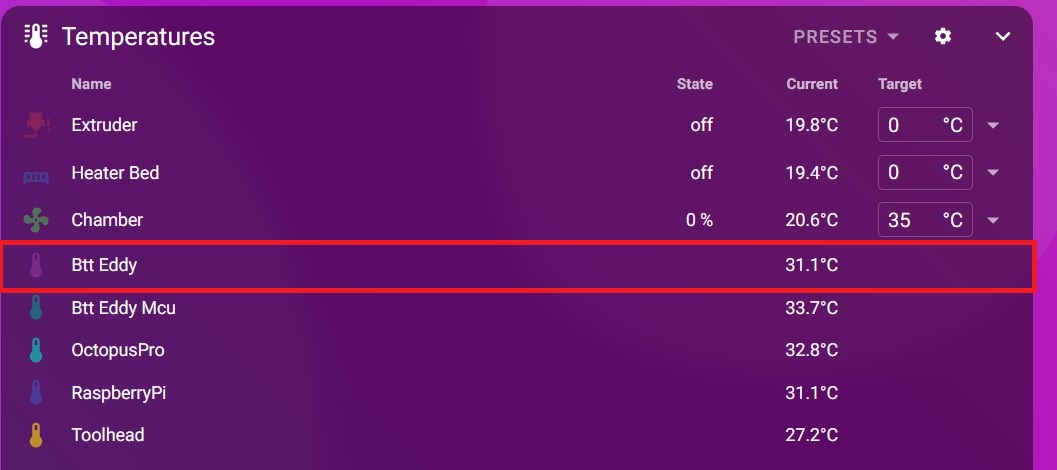 Temperatures PRESETS
Name State Current Target
Extruder off 19.8°C 0 °C
Heater Bed off 19.4°C 0 °C
Chamber 0 % 20.6°C 35 °C
Btt Eddy 31.1°C
Btt Eddy Mcu 33.7°C
OctopusPro 32.8°C
RaspberryPi 31.1°C
Toolhead 27.2°C